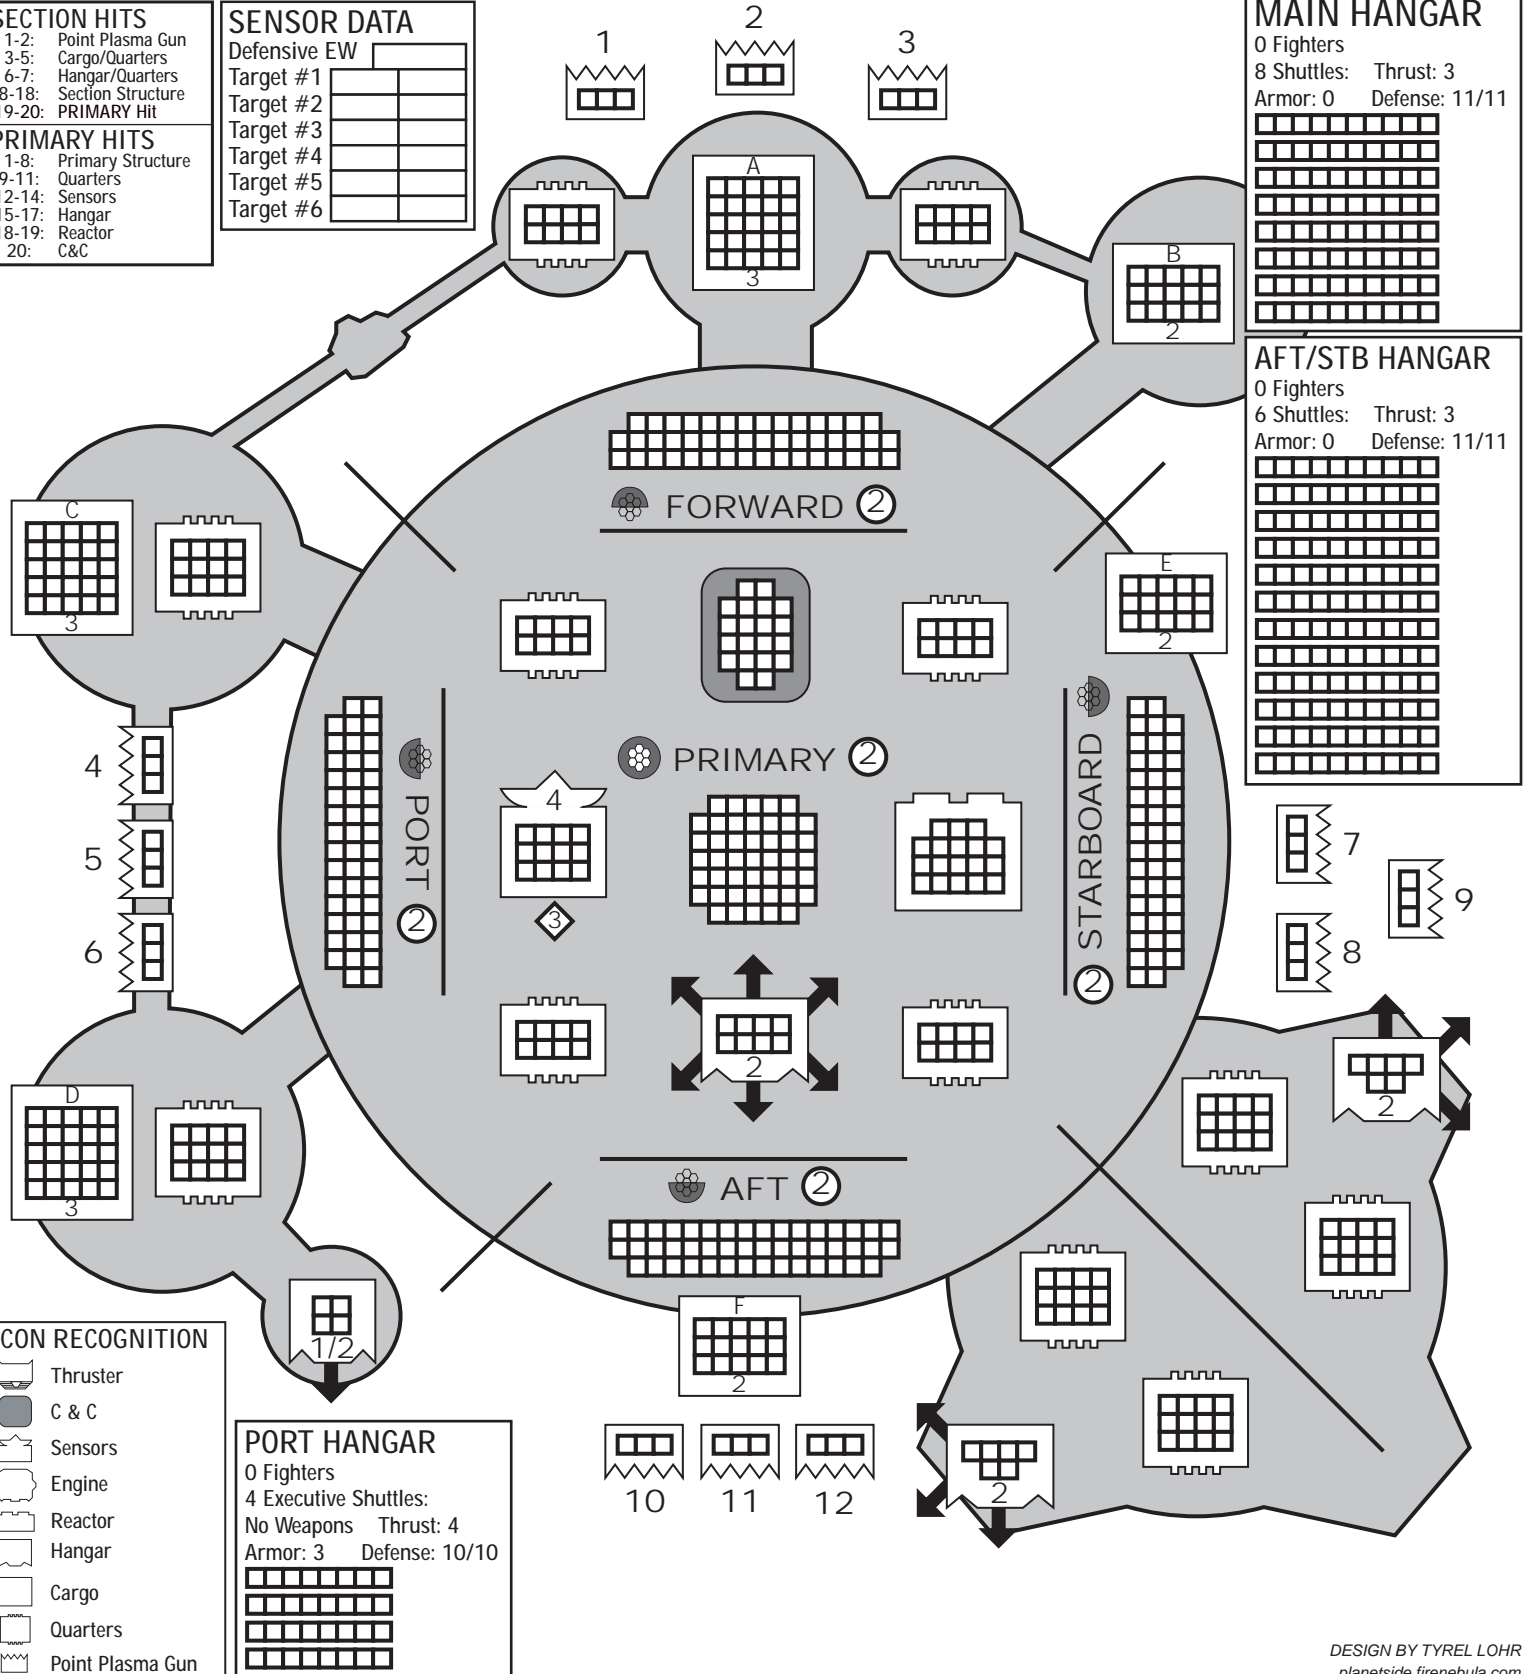 SECTION HITS
1-2: Point Plasma Gun
3-5: Cargo/Quarters
6-7: Hangar/Quarters
8-18: Section Structure
19-20: PRIMARY Hit
PRIMARY HITS
1-8: Primary Structure
9-11: Quarters
12-14: Sensors
15-17: Hangar
18-19: Reactor
20: C&C
SENSOR DATA
Defensive EW
Target #1
Target #2
Target #3
Target #4
Target #5
Target #6
1
2
3
MAIN HANGAR
0 Fighters
8 Shuttles: Thrust: 3
Armor: 0 Defense: 11/11
A
3
B
2
AFT/STB HANGAR
0 Fighters
6 Shuttles: Thrust: 3
Armor: 0 Defense: 11/11
FORWARD 2
C
3
E
2
PRIMARY 2
4
3
PORT 2
STARBOARD 2
4
5
6
7
8
9
2
2
D
3
AFT 2
1/2
F
2
2
10
11
12
ICON RECOGNITION
Thruster
C & C
Sensors
Engine
Reactor
Hangar
Cargo
Quarters
Point Plasma Gun
PORT HANGAR
0 Fighters
4 Executive Shuttles:
No Weapons Thrust: 4
Armor: 3 Defense: 10/10
DESIGN BY TYREL LOHR
planetside.firenebula.com